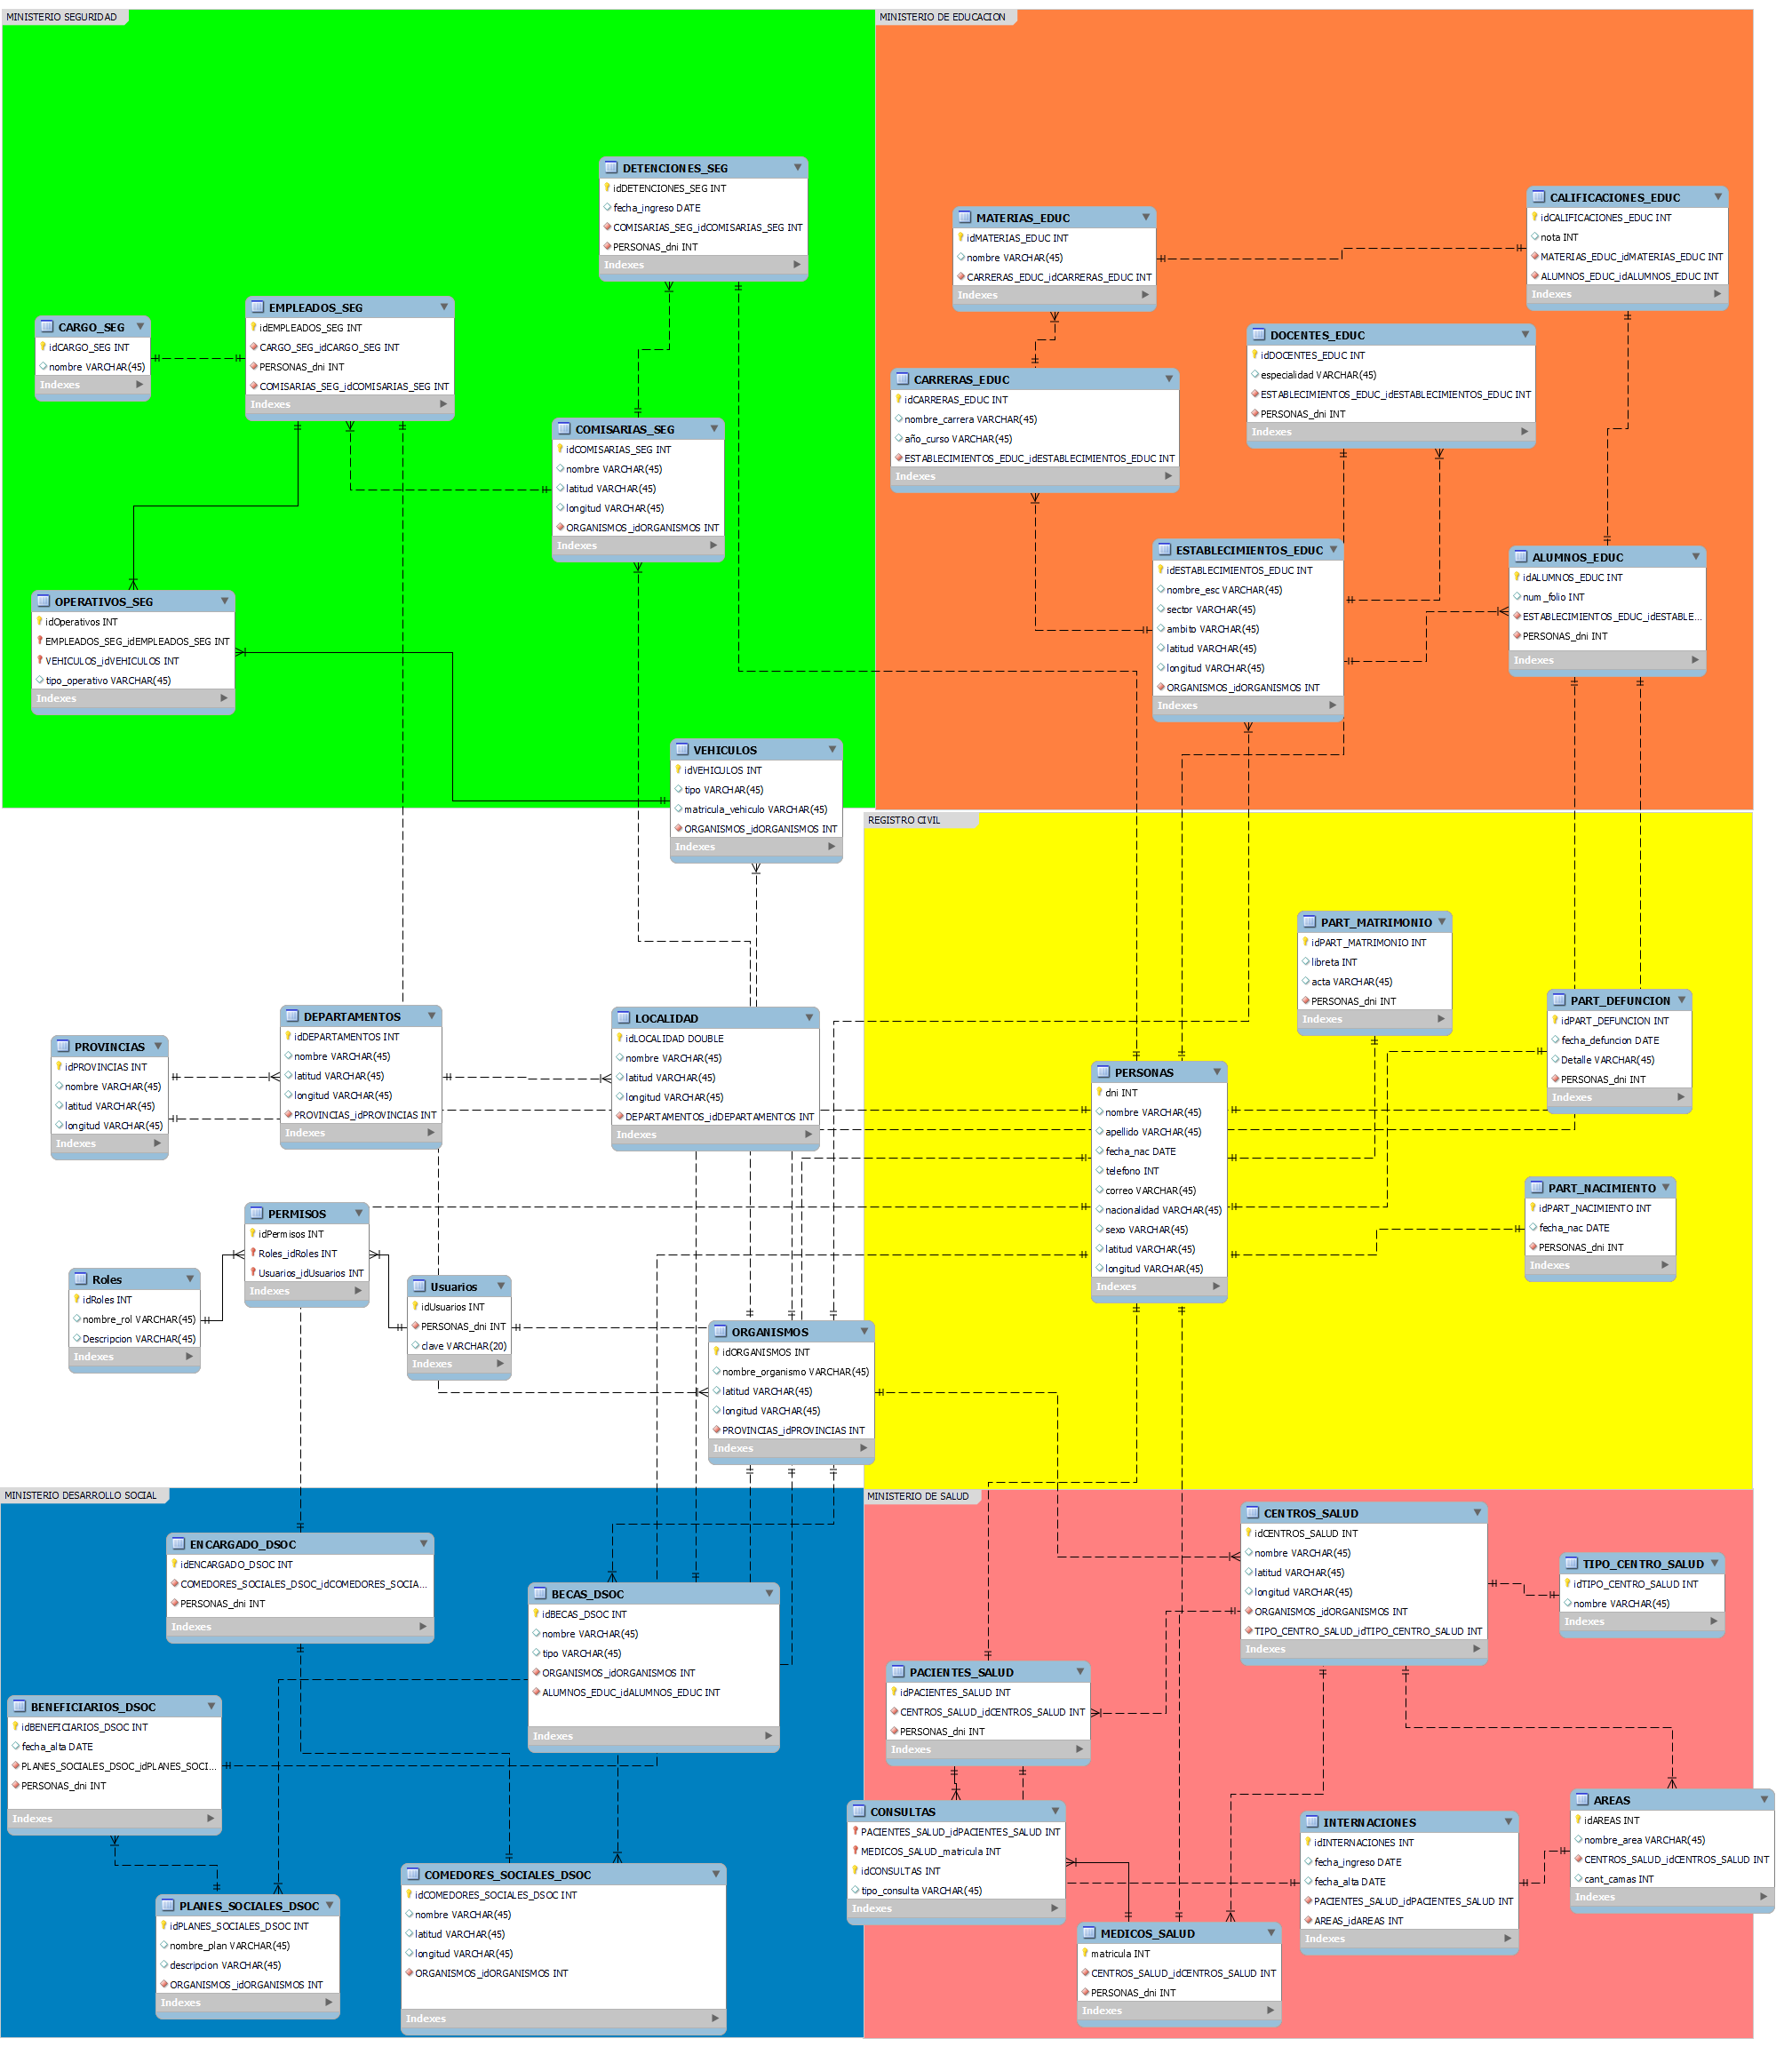 MINISTERIO SEGURIDAD
DETENCIONES_SEG
idDETENCIONES_SEG INT
fecha_ingreso DATE
COMISARIAS_SEG_idCOMISARIAS_SEG INT
PERSONAS_dni INT
Indexes
EMPLEADOS_SEG
idEMPLEADOS_SEG INT
CARGO_SEG_idCARGO_SEG INT
PERSONAS_dni INT
COMISARIAS_SEG_idCOMISARIAS_SEG INT
Indexes
CARGO_SEG
idCARGO_SEG INT
nombre VARCHAR(45)
Indexes
COMISARIAS_SEG
idCOMISARIAS_SEG INT
nombre VARCHAR(45)
latitud VARCHAR(45)
longitud VARCHAR(45)
ORGANISMOS_idORGANISMOS INT
Indexes
OPERATIVOS_SEG
idOperativos INT
EMPLEADOS_SEG_idEMPLEADOS_SEG INT
VEHICULOS_idVEHICULOS INT
tipo_operativo VARCHAR(45)
Indexes
VEHICULOS
idVEHICULOS INT
tipo VARCHAR(45)
matricula_vehiculo VARCHAR(45)
ORGANISMOS_idORGANISMOS INT
Indexes
MINISTERIO DE EDUCACION
MATERIAS_EDUC
idMATERIAS_EDUC INT
nombre VARCHAR(45)
CARRERAS_EDUC_idCARRERAS_EDUC INT
Indexes
CALIFICACIONES_EDUC
idCALIFICACIONES_EDUC INT
nota INT
MATERIAS_EDUC_idMATERIAS_EDUC INT
ALUMNOS_EDUC_idALUMNOS_EDUC INT
Indexes
DOCENTES_EDUC
idDOCENTES_EDUC INT
especialidad VARCHAR(45)
ESTABLECIMIENTOS_EDUC_idESTABLECIMIENTOS_EDUC INT
PERSONAS_dni INT
Indexes
CARRERAS_EDUC
idCARRERAS_EDUC INT
nombre_carrera VARCHAR(45)
año_curso VARCHAR(45)
ESTABLECIMIENTOS_EDUC_idESTABLECIMIENTOS_EDUC INT
Indexes
ESTABLECIMIENTOS_EDUC
idESTABLECIMIENTOS_EDUC INT
nombre_esc VARCHAR(45)
sector VARCHAR(45)
ambito VARCHAR(45)
latitud VARCHAR(45)
longitud VARCHAR(45)
ORGANISMOS_idORGANISMOS INT
Indexes
ALUMNOS_EDUC
idALUMNOS_EDUC INT
num_folio INT
ESTABLECIMIENTOS_EDUC_idESTABLE...
PERSONAS_dni INT
Indexes
REGISTRO CIVIL
PART_MATRIMONIO
idPART_MATRIMONIO INT
libreta INT
acta VARCHAR(45)
PERSONAS_dni INT
Indexes
PART_DEFUNCION
idPART_DEFUNCION INT
fecha_defuncion DATE
Detalle VARCHAR(45)
PERSONAS_dni INT
Indexes
PERSONAS
dni INT
nombre VARCHAR(45)
apellido VARCHAR(45)
fecha_nac DATE
telefono INT
correo VARCHAR(45)
nacionalidad VARCHAR(45)
sexo VARCHAR(45)
latitud VARCHAR(45)
longitud VARCHAR(45)
Indexes
PART_NACIMIENTO
idPART_NACIMIENTO INT
fecha_nac DATE
PERSONAS_dni INT
Indexes
PROVINCIAS
idPROVINCIAS INT
nombre VARCHAR(45)
latitud VARCHAR(45)
longitud VARCHAR(45)
Indexes
DEPARTAMENTOS
idDEPARTAMENTOS INT
nombre VARCHAR(45)
latitud VARCHAR(45)
longitud VARCHAR(45)
PROVINCIAS_idPROVINCIAS INT
Indexes
LOCALIDAD
idLOCALIDAD DOUBLE
nombre VARCHAR(45)
latitud VARCHAR(45)
longitud VARCHAR(45)
DEPARTAMENTOS_idDEPARTAMENTOS INT
Indexes
PERMISOS
idPermisos INT
Roles_idRoles INT
Usuarios_idUsuarios INT
Indexes
Roles
idRoles INT
nombre_rol VARCHAR(45)
Descripcion VARCHAR(45)
Indexes
Usuarios
idUsuarios INT
PERSONAS_dni INT
clave VARCHAR(20)
Indexes
ORGANISMOS
idORGANISMOS INT
nombre_organismo VARCHAR(45)
latitud VARCHAR(45)
longitud VARCHAR(45)
PROVINCIAS_idPROVINCIAS INT
Indexes
MINISTERIO DESARROLLO SOCIAL
ENCARGADO_DSOC
idENCARGADO_DSOC INT
COMEDORES_SOCIALES_DSOC_idCOMEDORES_SOCIA...
PERSONAS_dni INT
Indexes
BECAS_DSOC
idBECAS_DSOC INT
nombre VARCHAR(45)
tipo VARCHAR(45)
ORGANISMOS_idORGANISMOS INT
ALUMNOS_EDUC_idALUMNOS_EDUC INT
Indexes
BENEFICIARIOS_DSOC
idBENEFICIARIOS_DSOC INT
fecha_alta DATE
PLANES_SOCIALES_DSOC_idPLANES_SOCI...
PERSONAS_dni INT
Indexes
PLANES_SOCIALES_DSOC
idPLANES_SOCIALES_DSOC INT
nombre_plan VARCHAR(45)
descripcion VARCHAR(45)
ORGANISMOS_idORGANISMOS INT
Indexes
COMEDORES_SOCIALES_DSOC
idCOMEDORES_SOCIALES_DSOC INT
nombre VARCHAR(45)
latitud VARCHAR(45)
longitud VARCHAR(45)
ORGANISMOS_idORGANISMOS INT
Indexes
MINISTERIO DE SALUD
CENTROS_SALUD
idCENTROS_SALUD INT
nombre VARCHAR(45)
latitud VARCHAR(45)
longitud VARCHAR(45)
ORGANISMOS_idORGANISMOS INT
TIPO_CENTRO_SALUD_idTIPO_CENTRO_SALUD INT
Indexes
TIPO_CENTRO_SALUD
idTIPO_CENTRO_SALUD INT
nombre VARCHAR(45)
Indexes
PACIENTES_SALUD
idPACIENTES_SALUD INT
CENTROS_SALUD_idCENTROS_SALUD INT
PERSONAS_dni INT
Indexes
CONSULTAS
PACIENTES_SALUD_idPACIENTES_SALUD INT
MEDICOS_SALUD_matricula INT
idCONSULTAS INT
tipo_consulta VARCHAR(45)
Indexes
INTERNACIONES
idINTERNACIONES INT
fecha_ingreso DATE
fecha_alta DATE
PACIENTES_SALUD_idPACIENTES_SALUD INT
AREAS_idAREAS INT
Indexes
AREAS
idAREAS INT
nombre_area VARCHAR(45)
CENTROS_SALUD_idCENTROS_SALUD INT
cant_camas INT
Indexes
MEDICOS_SALUD
matricula INT
CENTROS_SALUD_idCENTROS_SALUD INT
PERSONAS_dni INT
Indexes